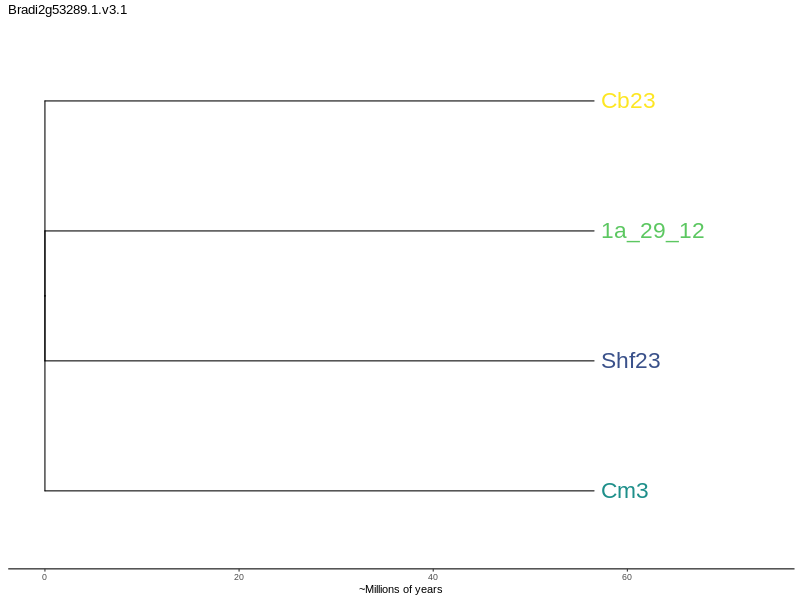 Bradi2g53289.1.v3.1
Cb23
1a_29_12
Shf23
Cm3
0 20 40 60
~Millions of years